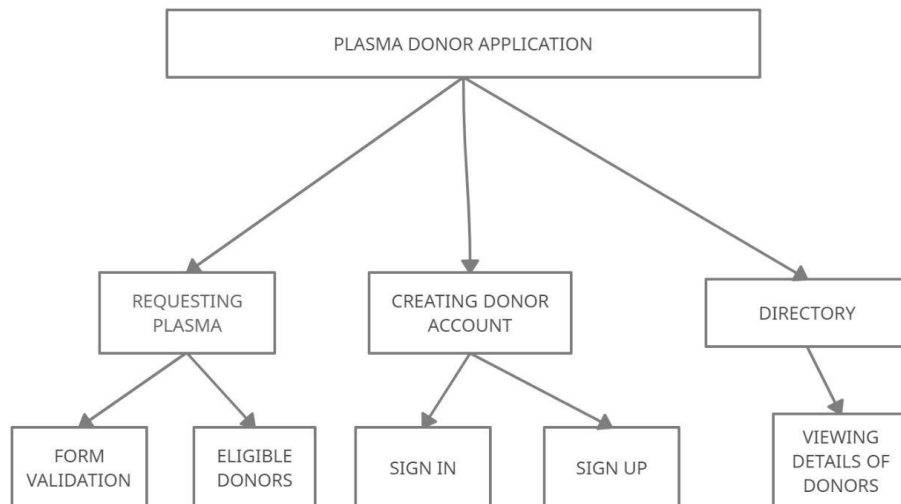 PLASMA DONOR APPLICATION
REQUESTING
PLASMA
CREATING DONOR
ACCOUNT
DIRECTORY
FORM
VALIDATION
ELIGIBLE
DONORS
SIGN IN
SIGN UP
VIEWING
DETAILS OF
DONORS